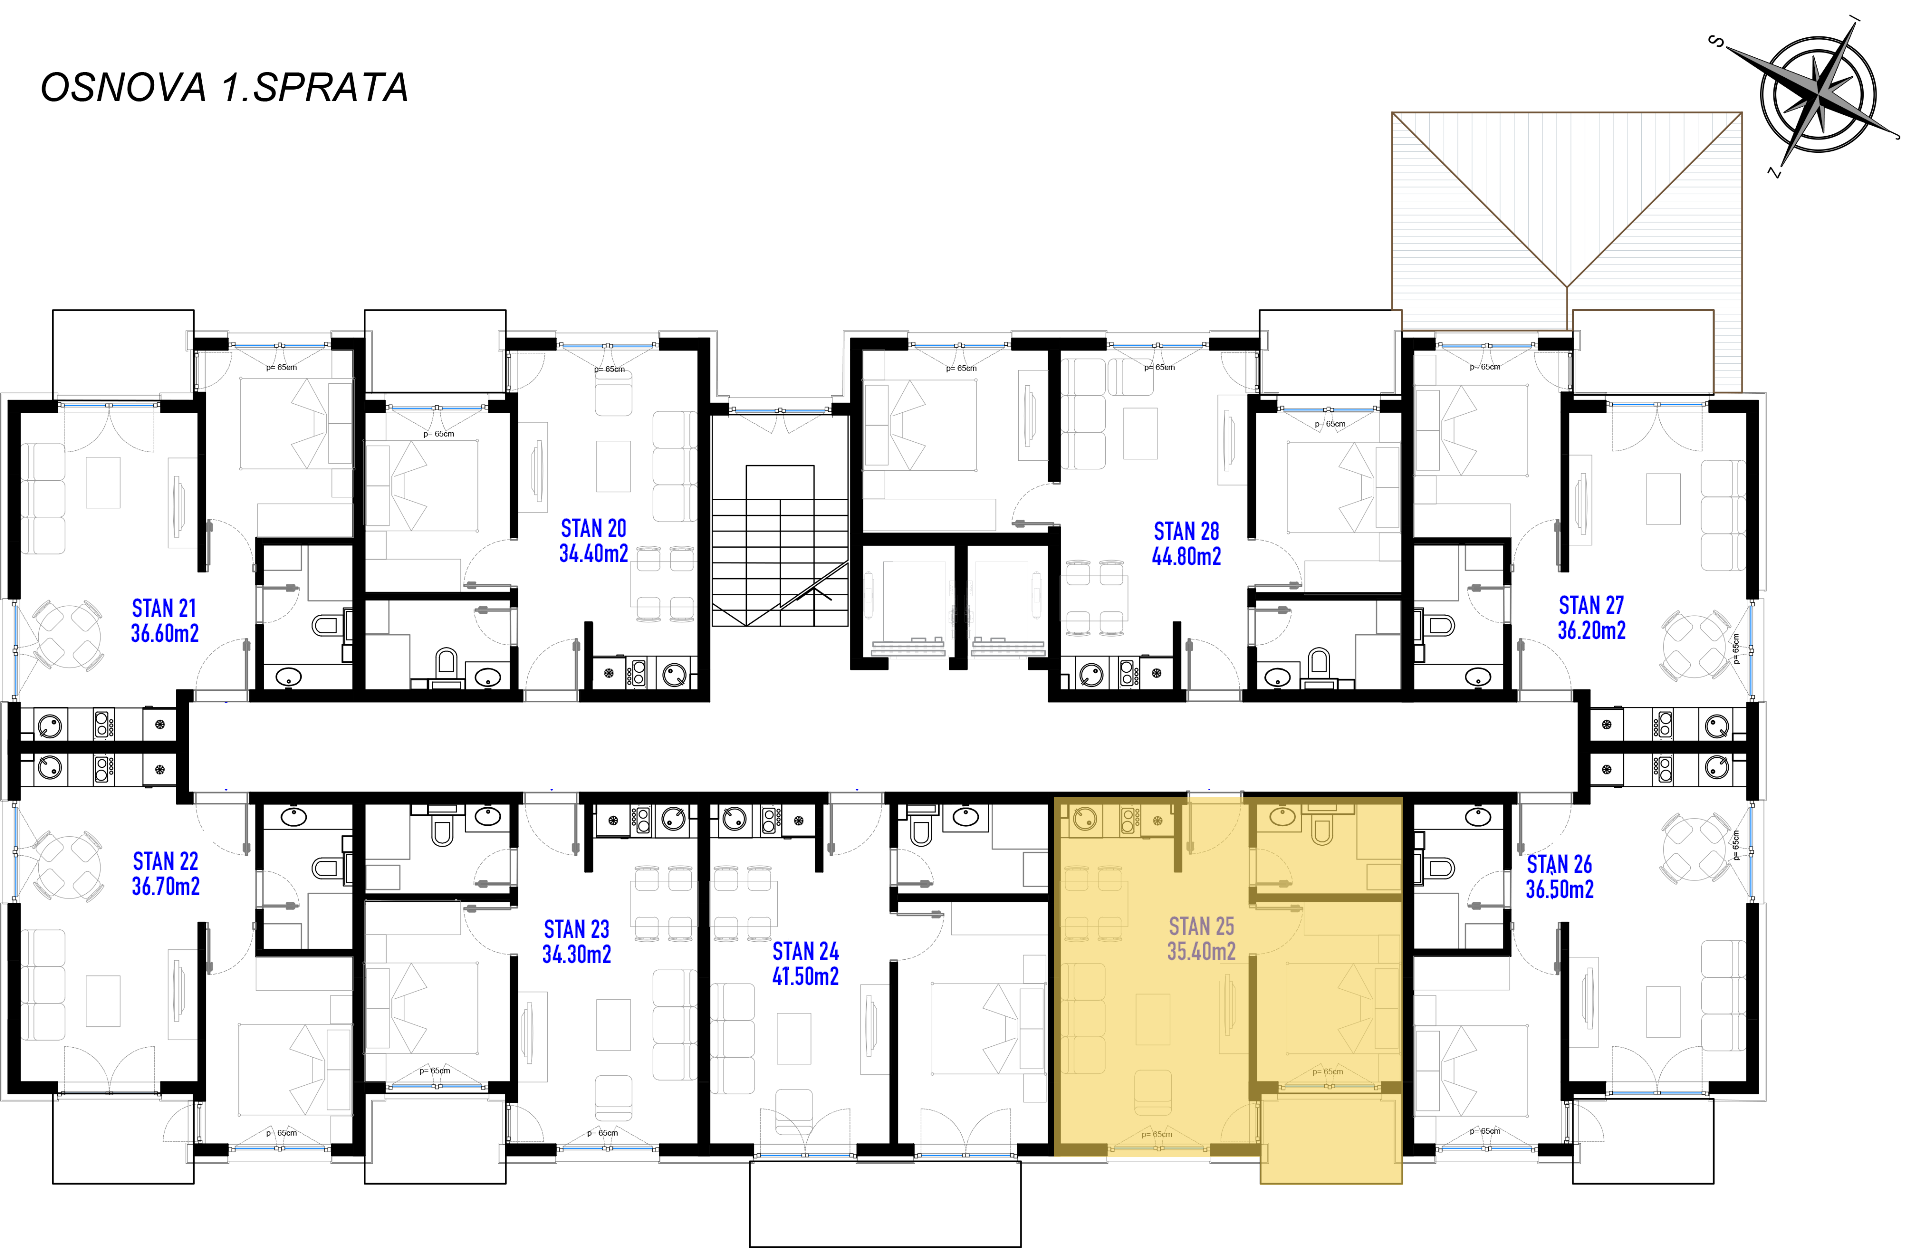 I
S
OSNOVA 1.SPRATA
J
Z
p= 65cm
p= 65cm
p= 65cm
p= 65cm
p- 65cm
p= 65cm
p- 65cm
STAN 20
34.40m2
STAN 28
44.80m2
STAN 21
36.60m2
STAN 27
36.20m2
p= 65cm
p= 65cm
STAN 22
36.70m2
STAN 26
36.50m2
STAN 23
34.30m2
STAN 25
35.40m2
STAN 24
41.50m2
p= 65cm
p= 65cm
p 65cm
p 65cm
p= 65cm
p= 65cm